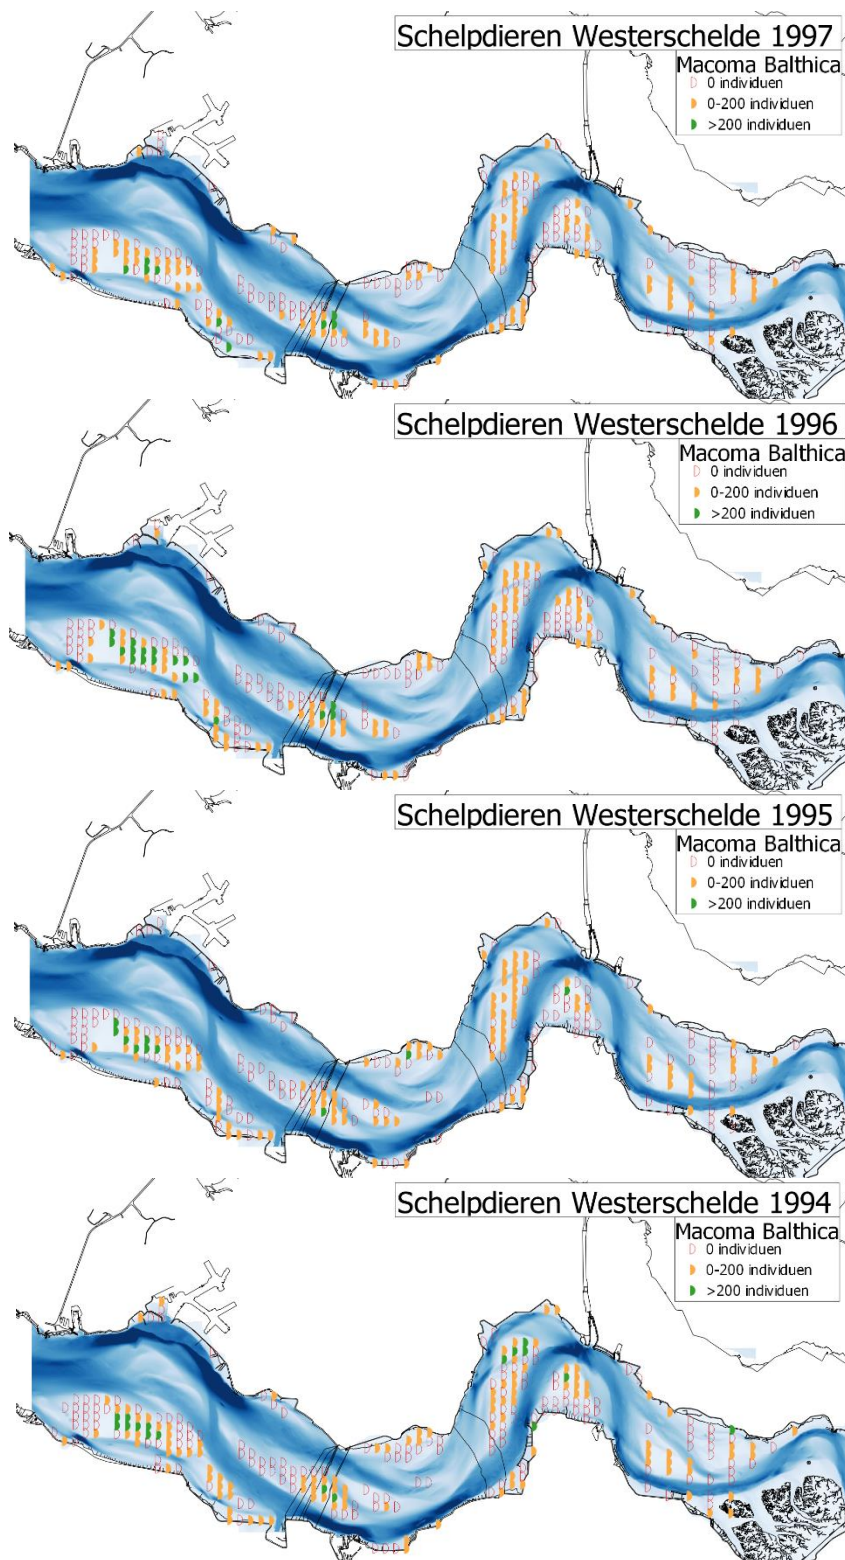 Schelpdieren Westerschelde 1997
Macoma Balthica
0 individuen
0-200 individuen
>200 individuen
Schelpdieren Westerschelde 1996
Macoma Balthica
0 individuen
0-200 individuen
>200 individuen
Schelpdieren Westerschelde 1995
Macoma Balthica
0 individuen
0-200 individuen
>200 individuen
Schelpdieren Westerschelde 1994
Macoma Balthica
0 individuen
0-200 individuen
>200 individuen